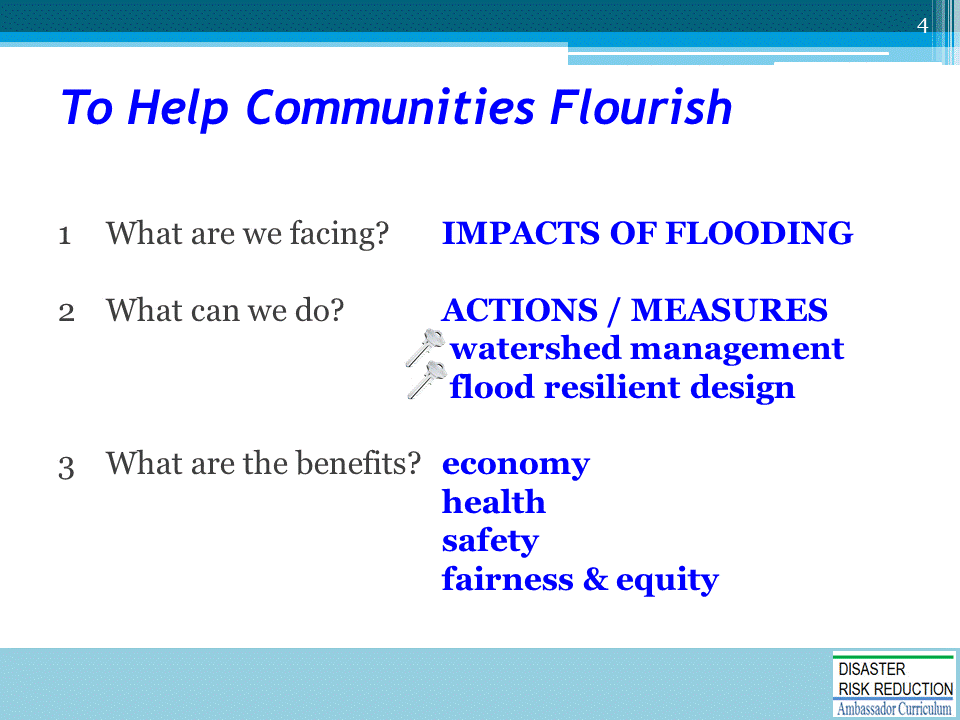 4
To Help Communities Flourish
1 What are we facing? IMPACTS OF FLOODING
2 What can we do? ACTIONS / MEASURES
watershed management
flood resilient design
3 What are the benefits? economy
health
safety
fairness & equity
DISASTER
RISK REDUCTION
Ambassador Curriculum